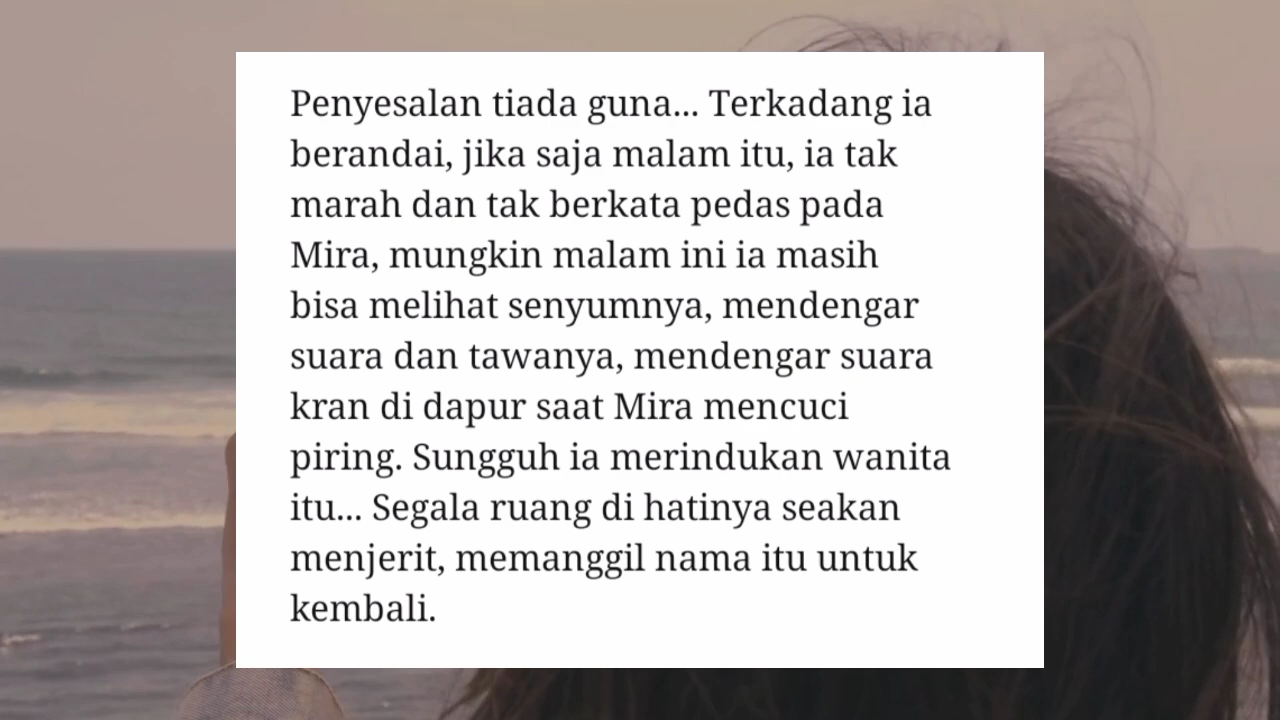 Penyesalan tiada guna... Terkadang ia
berandai, jika saja malam itu, ia tak
marah dan tak berkata pedas pada
Mira, mungkin malam ini ia masih
bisa melihat senyumnya, mendengar
suara dan tawanya, mendengar suara
kran di dapur saat Mira mencuci
piring. Sungguh ia merindukan wanita
itu... Segala ruang di hatinya seakan
menjerit, memanggil nama itu untuk
kembali.